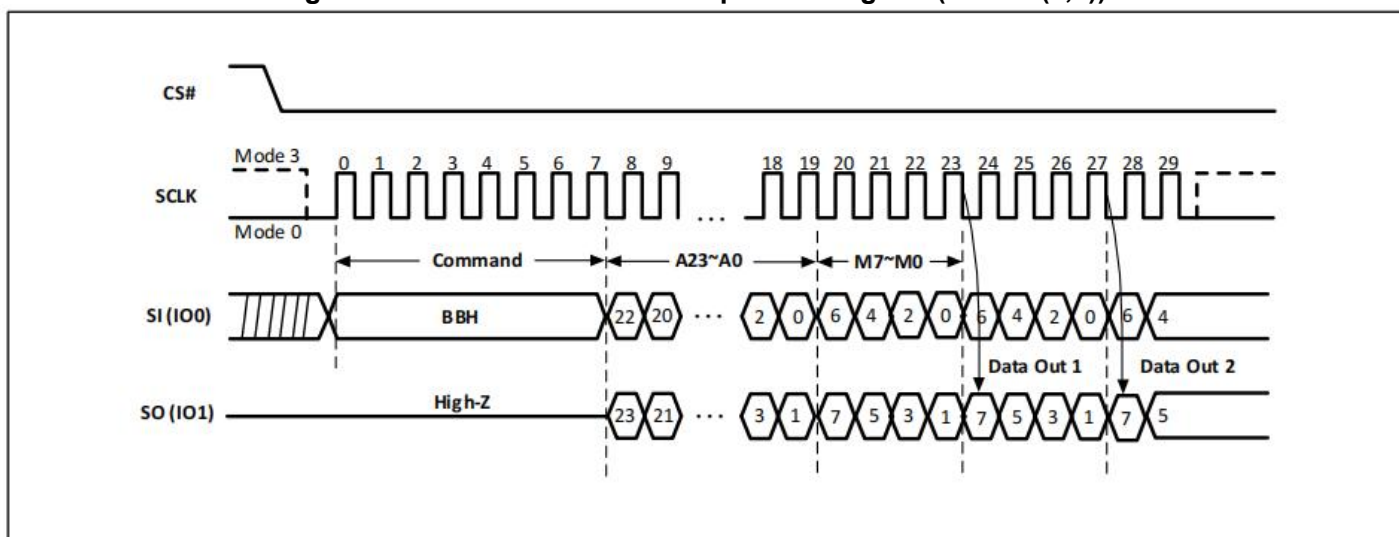 CS#
Mode 3
0 1 2 3 4 5 6 7 8 9 18 19 20 21 22 23 24 25 26 27 28 29
SCLK
...
Mode 0
Command A23~A0 M7~M0
SI (IO0) BBH 22 20 ... 2 0 6 4 2 0 6 4 2 0 6 4
Data Out 1 Data Out 2
SO (IO1) High-Z 23 21 ... 3 1 7 5 3 1 7 5 3 1 7 5